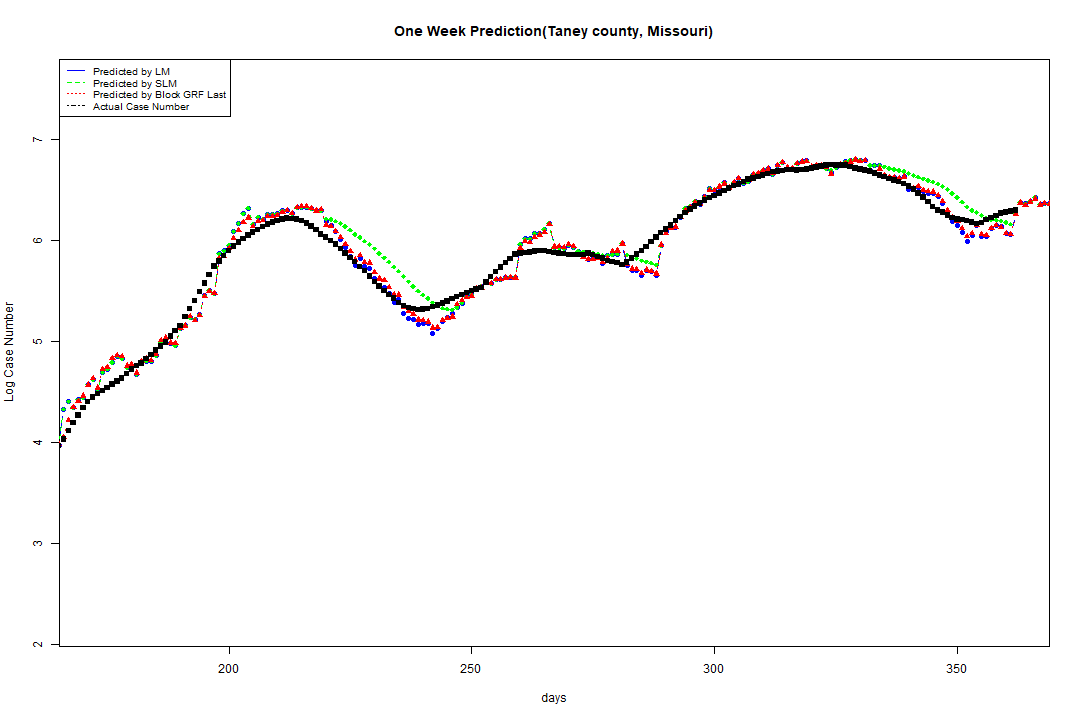 One Week Prediction(Taney county, Missouri)
Predicted by LM
Predicted by SLM
Predicted by Block GRF Last
Actual Case Number
7
6
5
4
3
2
Log Case Number
200
250
300
350
days